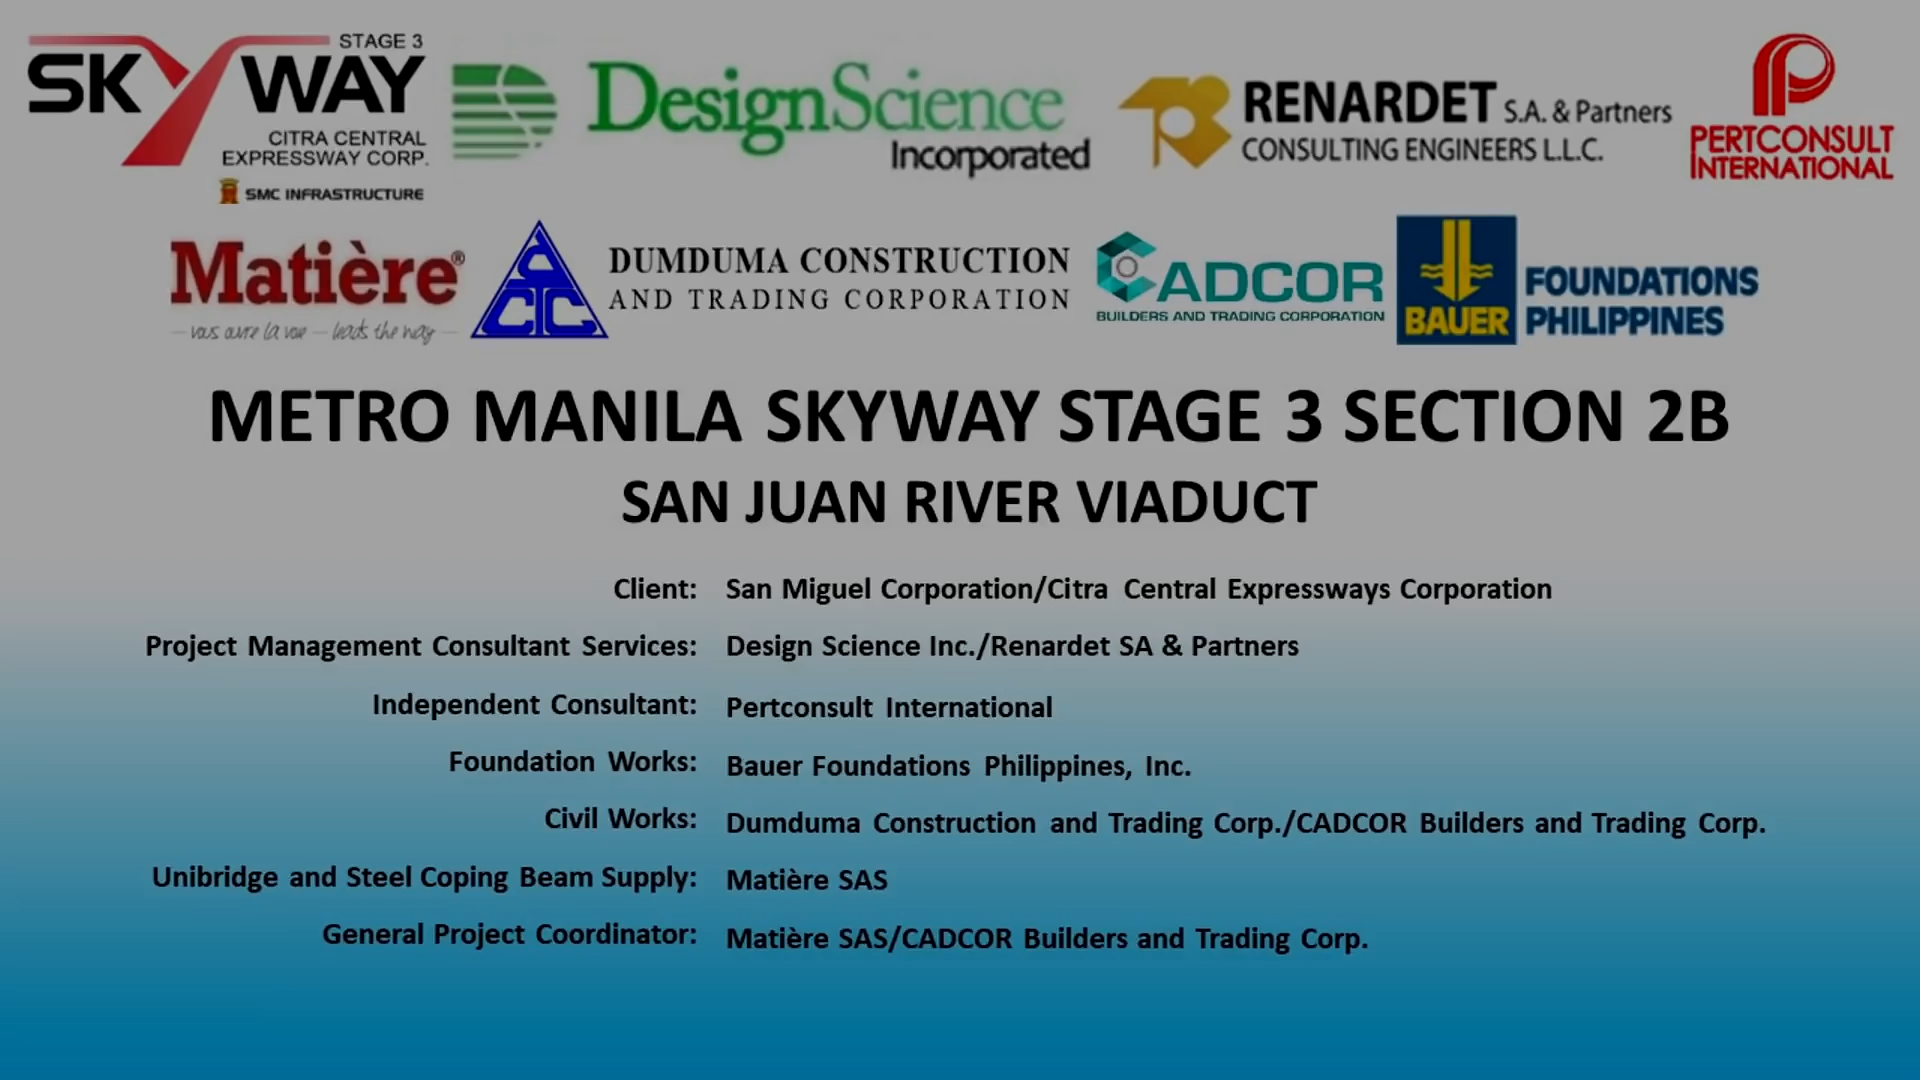 STAGE 3
SKYWAY
CITRA CENTRAL
EXPRESSWAY CORP.
SMC INFRASTRUCTURE
DesignScience
Incorporated
RENARDET S.A. & Partners
CONSULTING ENGINEERS L.L.C.
PERTCONSULT
INTERNATIONAL
Matière®
vous ouvre la voie — leads the way
DCTC
DUMDUMA CONSTRUCTION
AND TRADING CORPORATION
CADCOR
BUILDERS AND TRADING CORPORATION
BAUER
FOUNDATIONS
PHILIPPINES
METRO MANILA SKYWAY STAGE 3 SECTION 2B
SAN JUAN RIVER VIADUCT
Client: San Miguel Corporation/Citra Central Expressways Corporation
Project Management Consultant Services: Design Science Inc./Renardet SA & Partners
Independent Consultant: Pertconsult International
Foundation Works: Bauer Foundations Philippines, Inc.
Civil Works: Dumduma Construction and Trading Corp./CADCOR Builders and Trading Corp.
Unibridge and Steel Coping Beam Supply: Matière SAS
General Project Coordinator: Matière SAS/CADCOR Builders and Trading Corp.